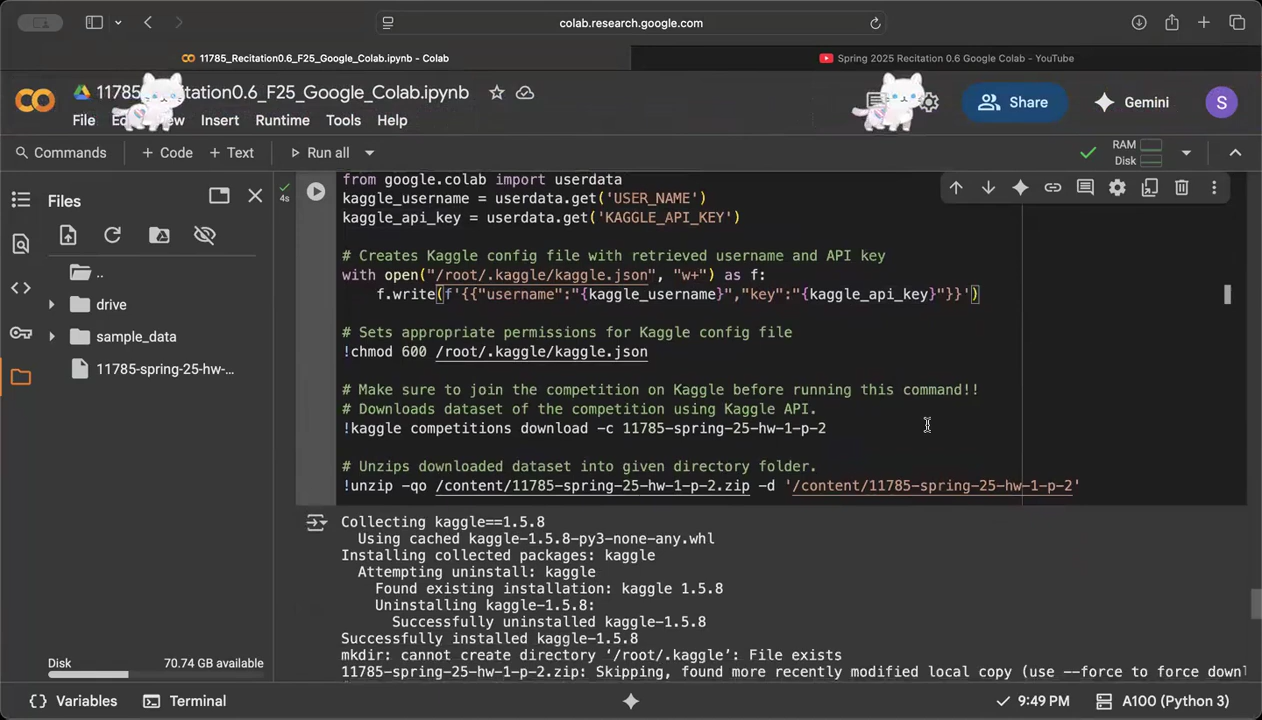 colab.research.google.com
11785_Recitation0.6_F25_Google_Colab.ipynb - Colab
Spring 2025 Recitation 0.6 Google Colab - YouTube
11785 itation0.6_F25_Google_Colab.ipynb
Share
Gemini
S
File Insert Runtime Tools Help
Commands
+ Code + Text
Run all
RAM
Disk
Files
..
drive
sample_data
11785-spring-25-hw-...
Disk 70.74 GB available
4s
from google.colab import userdata
kaggle_username = userdata.get('USER_NAME')
kaggle_api_key = userdata.get('KAGGLE_API_KEY')
# Creates Kaggle config file with retrieved username and API key
with open("/root/.kaggle/kaggle.json", "w+") as f:
f.write(f'{{"username":"{kaggle_username}","key":"{kaggle_api_key}"}}')
# Sets appropriate permissions for Kaggle config file
!chmod 600 /root/.kaggle/kaggle.json
# Make sure to join the competition on Kaggle before running this command!!
# Downloads dataset of the competition using Kaggle API.
!kaggle competitions download -c 11785-spring-25-hw-1-p-2
# Unzips downloaded dataset into given directory folder.
!unzip -qo /content/11785-spring-25-hw-1-p-2.zip -d '/content/11785-spring-25-hw-1-p-2'
Collecting kaggle==1.5.8
Using cached kaggle-1.5.8-py3-none-any.whl
Installing collected packages: kaggle
Attempting uninstall: kaggle
Found existing installation: kaggle 1.5.8
Uninstalling kaggle-1.5.8:
Successfully uninstalled kaggle-1.5.8
Successfully installed kaggle-1.5.8
mkdir: cannot create directory ‘/root/.kaggle’: File exists
11785-spring-25-hw-1-p-2.zip: Skipping, found more recently modified local copy (use --force to force downl
Variables
Terminal
9:49 PM
A100 (Python 3)